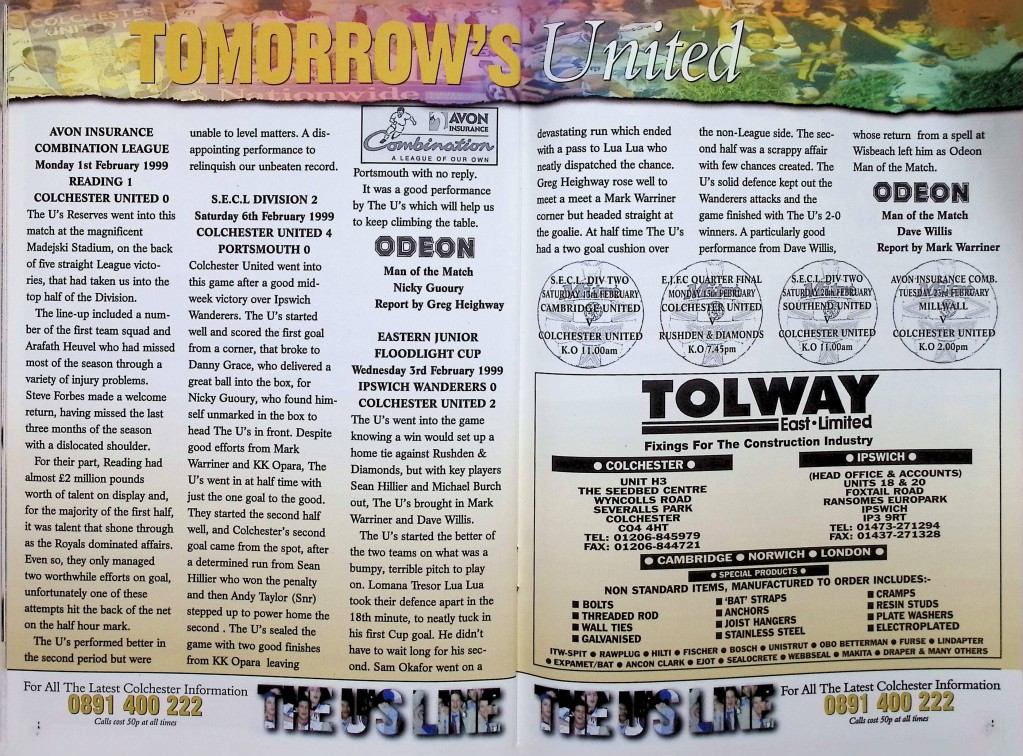 TOMORROW'S United
COLCHESTER
Nationwide
AVON INSURANCE
COMBINATION LEAGUE
Monday 1st February 1999
READING 1
COLCHESTER UNITED 0
The U's Reserves went into this
match at the magnificent
Madejski Stadium, on the back
of five straight League victo-
ries, that had taken us into the
top half of the Division.
The line-up included a num-
ber of the first team squad and
Arafath Heuvel who had missed
most of the season through a
variety of injury problems.
Steve Forbes made a welcome
return, having missed the last
three months of the season
with a dislocated shoulder.
For their part, Reading had
almost £2 million pounds
worth of talent on display and,
for the majority of the first half,
it was talent that shone through
as the Royals dominated affairs.
Even so, they only managed
two worthwhile efforts on goal,
unfortunately one of these
attempts hit the back of the net
on the half hour mark.
The U's performed better in
the second period but were
unable to level matters. A dis-
appointing performance to
relinquish our unbeaten record.
S.E.C.L DIVISION 2
Saturday 6th February 1999
COLCHESTER UNITED 4
PORTSMOUTH 0
Colchester United went into
this game after a good mid-
week victory over Ipswich
Wanderers. The U's started
well and scored the first goal
from a corner, that broke to
Danny Grace, who delivered a
great ball into the box, for
Nicky Guoury, who found him-
self unmarked in the box to
head The U's in front. Despite
good efforts from Mark
Warriner and KK Opara, The
U's went in at half time with
just the one goal to the good.
They started the second half
well, and Colchester's second
goal came from the spot, after
a determined run from Sean
Hillier who won the penalty
and then Andy Taylor (Snr)
stepped up to power home the
second . The U's sealed the
game with two good finishes
from KK Opara leaving
AVON
INSURANCE
Combination
A LEAGUE OF OUR OWN
Portsmouth with no reply.
It was a good performance
by The U's which will help us
to keep climbing the table.
ODEON
Man of the Match
Nicky Guoury
Report by Greg Heighway
EASTERN JUNIOR
FLOODLIGHT CUP
Wednesday 3rd February 1999
IPSWICH WANDERERS 0
COLCHESTER UNITED 2
The U's went into the game
knowing a win would set up a
home tie against Rushden &
Diamonds, but with key players
Sean Hillier and Michael Burch
out, The U's brought in Mark
Warriner and Dave Willis.
The U's started the better of
the two teams on what was a
bumpy, terrible pitch to play
on. Lomana Tresor Lua Lua
took their defence apart in the
18th minute, to neatly tuck in
his first Cup goal. He didn't
have to wait long for his sec-
ond. Sam Okafor went on a
devastating run which ended
with a pass to Lua Lua who
neatly dispatched the chance.
Greg Heighway rose well to
meet a meet a Mark Warriner
corner but headed straight at
the goalie. At half time The U's
had a two goal cushion over
the non-League side. The sec-
ond half was a scrappy affair
with few chances created. The
U's solid defence kept out the
Wanderers attacks and the
game finished with The U's 2-0
winners. A particularly good
performance from Dave Willis,
whose return from a spell at
Wisbeach left him as Odeon
Man of the Match.
ODEON
Man of the Match
Dave Willis
Report by Mark Warriner
S.E.C.L. DIV TWO
SATURDAY 13th FEBRUARY
CAMBRIDGE UNITED
V
COLCHESTER UNITED
K.O 11.00am
E.J.F.C QUARTER FINAL
MONDAY 15th FEBRUARY
COLCHESTER UNITED
V
RUSHDEN & DIAMONDS
K.O 7.45pm
S.E.C.L. DIV TWO
SATURDAY 20th FEBRUARY
SOUTHEND UNITED
V
COLCHESTER UNITED
K.O 11.00am
AVON INSURANCE COMB.
TUESDAY 23rd FEBRUARY
MILLWALL
V
COLCHESTER UNITED
K.O 2.00pm
TOLWAY
East · Limited
Fixings For The Construction Industry
● COLCHESTER ●
UNIT H3
THE SEEDBED CENTRE
WYNCOLLS ROAD
SEVERALLS PARK
COLCHESTER
CO4 4HT
TEL: 01206-845979
FAX: 01206-844721
● IPSWICH ●
(HEAD OFFICE & ACCOUNTS)
UNITS 18 & 20
FOXTAIL ROAD
RANSOMES EUROPARK
IPSWICH
IP3 9RT
TEL: 01473-271294
FAX: 01437-271328
● CAMBRIDGE ● NORWICH ● LONDON ●
● SPECIAL PRODUCTS ●
NON STANDARD ITEMS, MANUFACTURED TO ORDER INCLUDES:-
■ BOLTS
■ THREADED ROD
■ WALL TIES
■ GALVANISED
■ 'BAT' STRAPS
■ ANCHORS
■ JOIST HANGERS
■ STAINLESS STEEL
■ CRAMPS
■ RESIN STUDS
■ PLATE WASHERS
■ ELECTROPLATED
ITW-SPIT ● RAWPLUG ● HILTI ● FISCHER ● BOSCH ● UNISTRUT ● OBO BETTERMAN ● FURSE ● LINDAPTER
● EXPAMET/BAT ● ANCON CLARK ● EJOT ● SEALOCRETE ● WEBBSEAL ● MAKITA ● DRAPER & MANY OTHERS
For All The Latest Colchester Information
0891 400 222
Calls cost 50p at all times
THE U'S LINE
THE U'S LINE
For All The Latest Colchester Information
0891 400 222
Calls cost 50p at all times